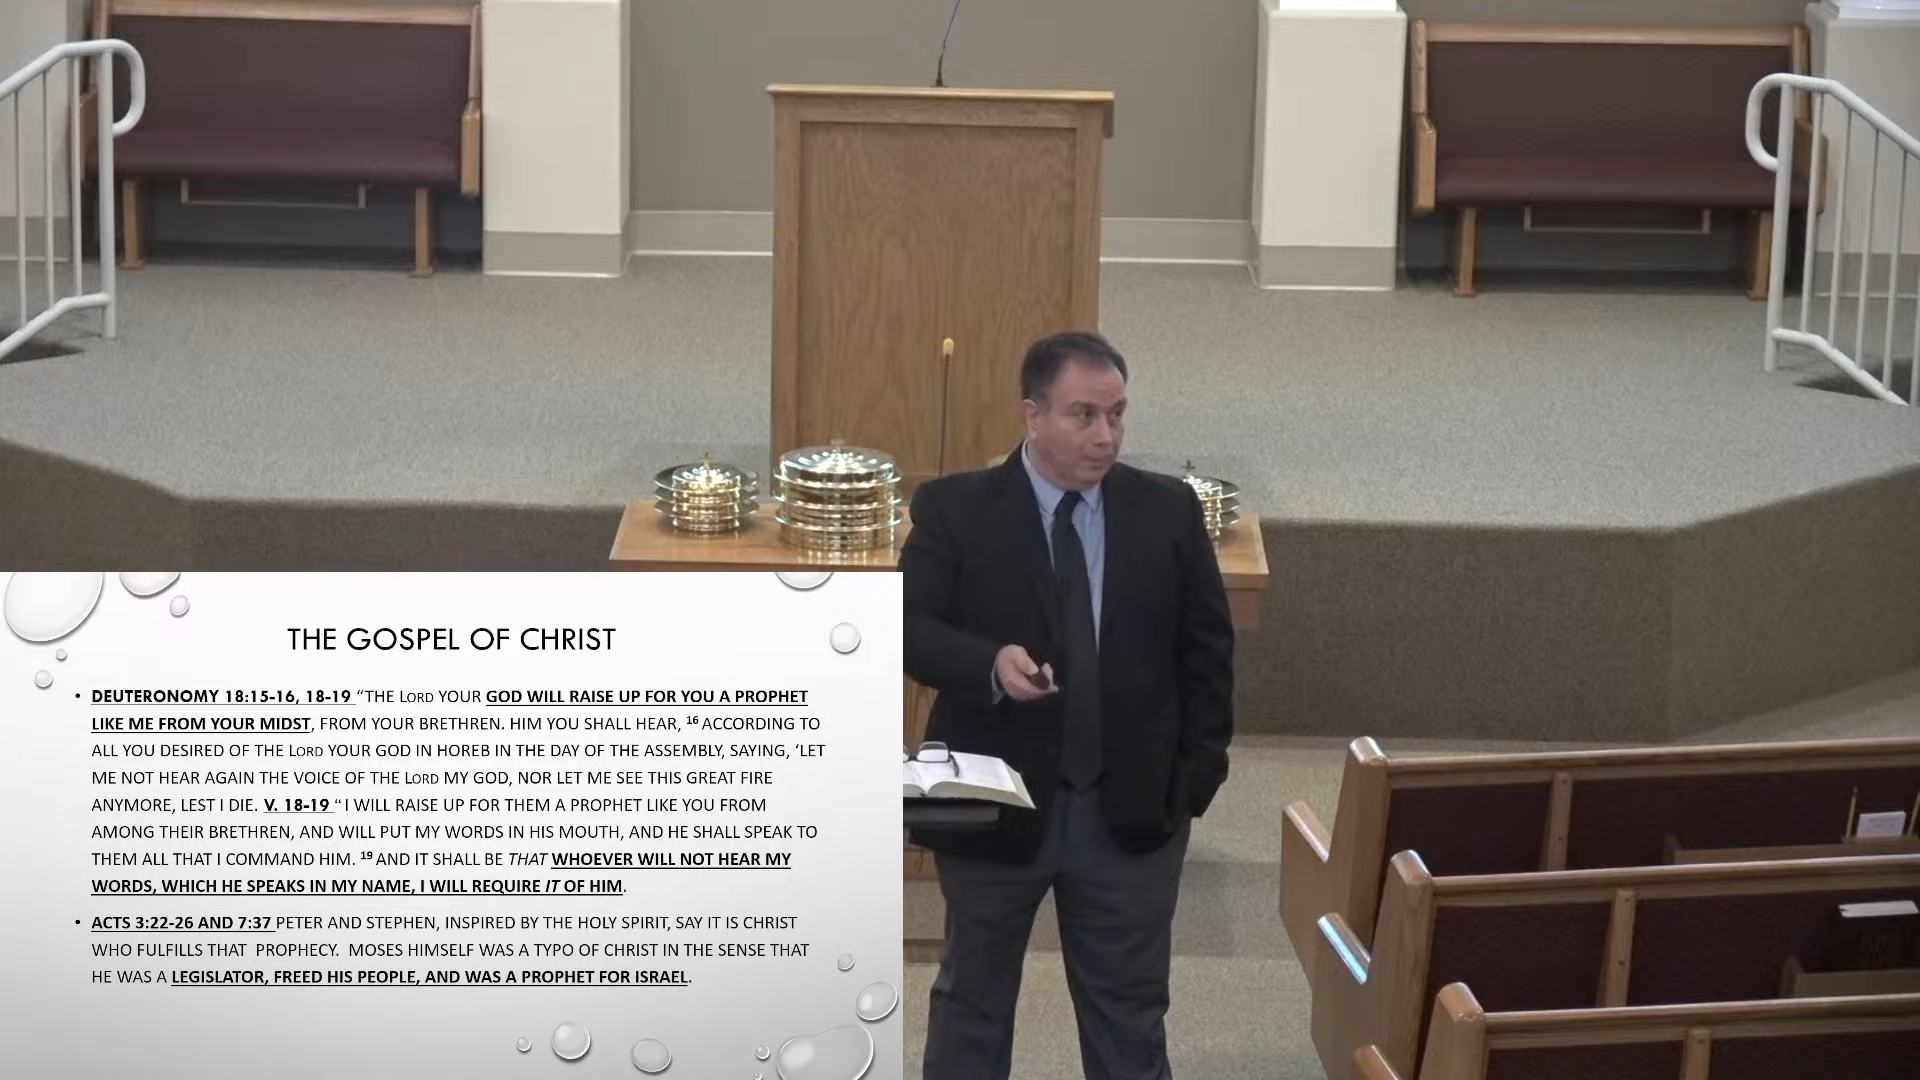 THE GOSPEL OF CHRIST
• DEUTERONOMY 18:15-16, 18-19 “THE LORD YOUR GOD WILL RAISE UP FOR YOU A PROPHET
LIKE ME FROM YOUR MIDST, FROM YOUR BRETHREN. HIM YOU SHALL HEAR, 16 ACCORDING TO
ALL YOU DESIRED OF THE LORD YOUR GOD IN HOREB IN THE DAY OF THE ASSEMBLY, SAYING, ‘LET
ME NOT HEAR AGAIN THE VOICE OF THE LORD MY GOD, NOR LET ME SEE THIS GREAT FIRE
ANYMORE, LEST I DIE. V. 18-19 “I WILL RAISE UP FOR THEM A PROPHET LIKE YOU FROM
AMONG THEIR BRETHREN, AND WILL PUT MY WORDS IN HIS MOUTH, AND HE SHALL SPEAK TO
THEM ALL THAT I COMMAND HIM. 19 AND IT SHALL BE THAT WHOEVER WILL NOT HEAR MY
WORDS, WHICH HE SPEAKS IN MY NAME, I WILL REQUIRE IT OF HIM.
• ACTS 3:22-26 AND 7:37 PETER AND STEPHEN, INSPIRED BY THE HOLY SPIRIT, SAY IT IS CHRIST
WHO FULFILLS THAT PROPHECY. MOSES HIMSELF WAS A TYPO OF CHRIST IN THE SENSE THAT
HE WAS A LEGISLATOR, FREED HIS PEOPLE, AND WAS A PROPHET FOR ISRAEL.